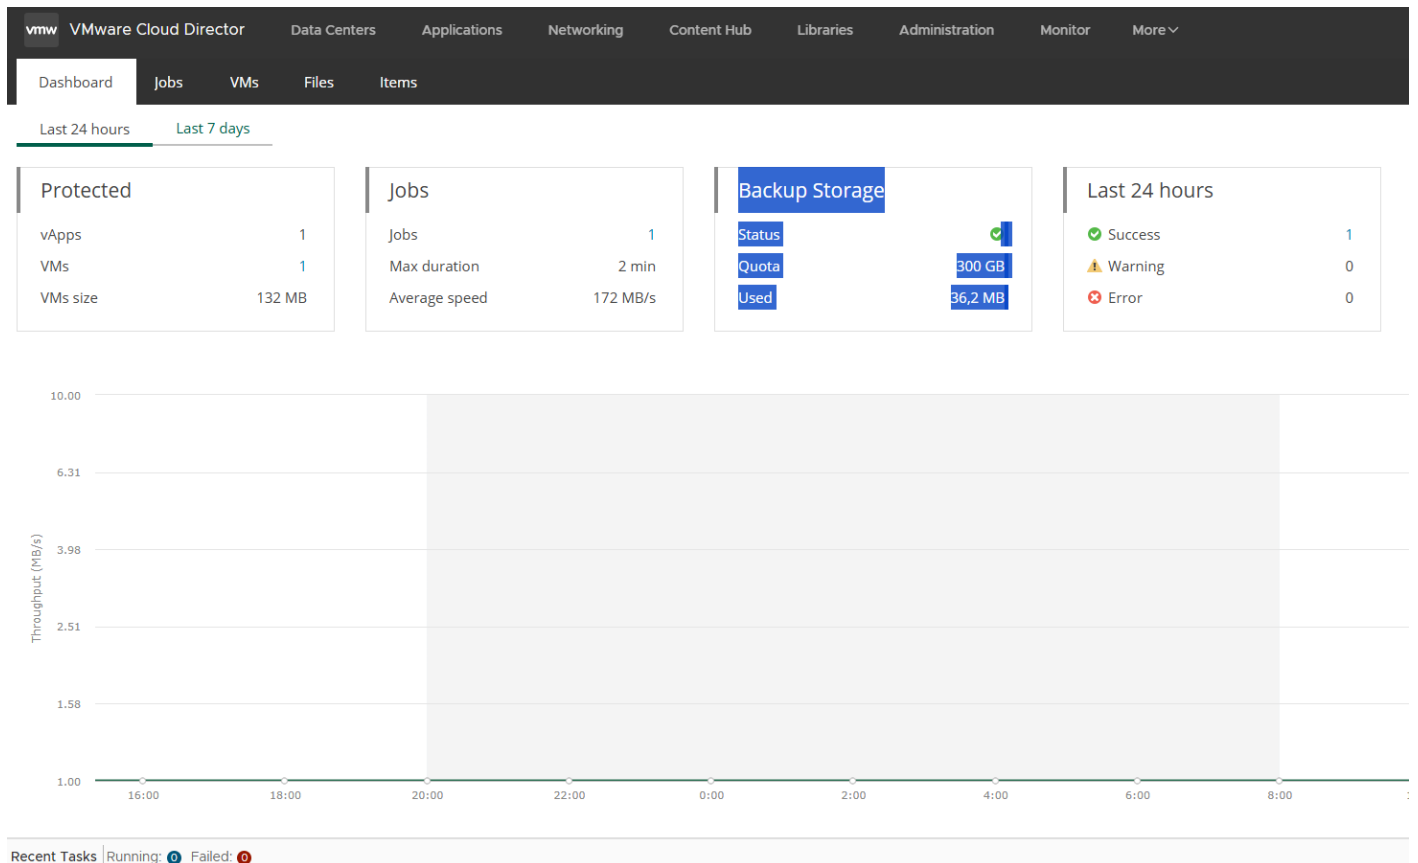 vmw VMware Cloud Director Data Centers Applications Networking Content Hub Libraries Administration Monitor More
Dashboard Jobs VMs Files Items
Last 24 hours Last 7 days
Protected
vApps 1
VMs 1
VMs size 132 MB
Jobs
Jobs 1
Max duration 2 min
Average speed 172 MB/s
Backup Storage
Status
Quota 300 GB
Used 36,2 MB
Last 24 hours
Success 1
Warning 0
Error 0
Throughput (MB/s)
10.00
6.31
3.98
2.51
1.58
1.00
16:00 18:00 20:00 22:00 0:00 2:00 4:00 6:00 8:00
Recent Tasks Running: 0 Failed: 0